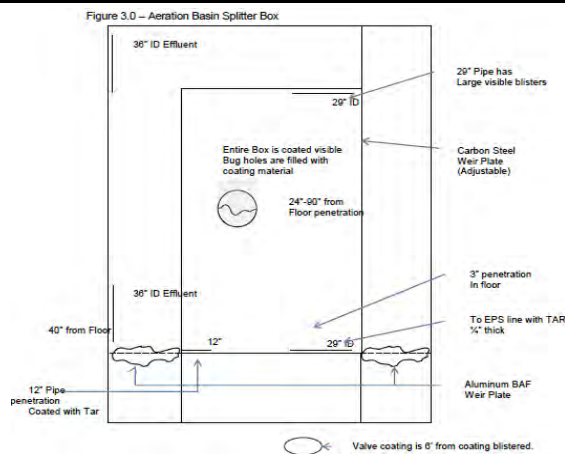 Figure 3.0 – Aeration Basin Splitter Box
36" ID Effluent
29" Pipe has
Large visible blisters
29" ID
Entire Box is coated visible
Bug holes are filled with
coating material
Carbon Steel
Weir Plate
(Adjustable)
24"-90" from
Floor penetration
3" penetration
In floor
36" ID Effluent
To EPS line with TAR
¼" thick
40" from Floor
12"
29" ID
12" Pipe
penetration
Coated with Tar
Aluminum BAF
Weir Plate
Valve coating is 6' from coating blistered.